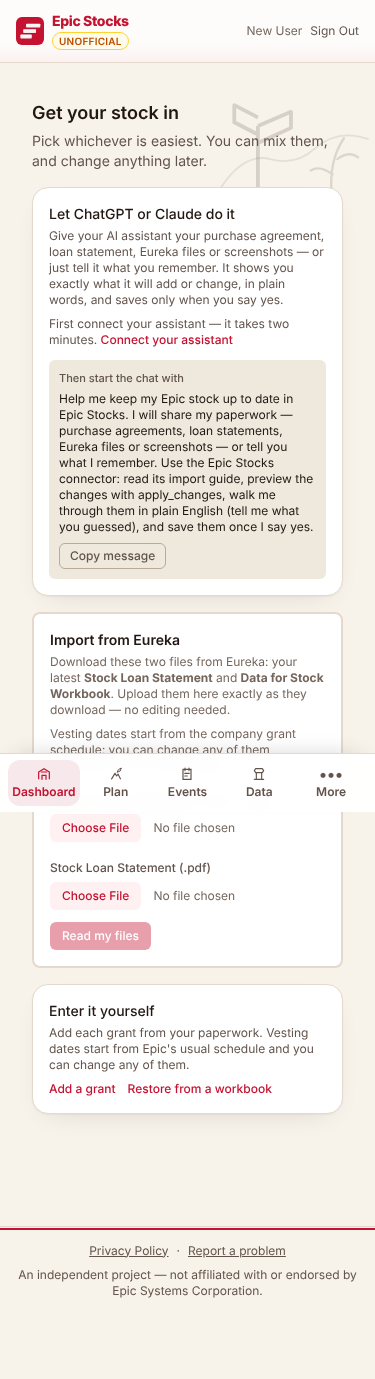 Epic Stocks
UNOFFICIAL
New User Sign Out
Get your stock in
Pick whichever is easiest. You can mix them,
and change anything later.
Let ChatGPT or Claude do it
Give your AI assistant your purchase agreement,
loan statement, Eureka files or screenshots — or
just tell it what you remember. It shows you
exactly what it will add or change, in plain
words, and saves only when you say yes.
First connect your assistant — it takes two
minutes. Connect your assistant
Then start the chat with
Help me keep my Epic stock up to date in
Epic Stocks. I will share my paperwork —
purchase agreements, loan statements,
Eureka files or screenshots — or tell you
what I remember. Use the Epic Stocks
connector: read its import guide, preview the
changes with apply_changes, walk me
through them in plain English (tell me what
you guessed), and save them once I say yes.
Copy message
Import from Eureka
Download these two files from Eureka: your
latest Stock Loan Statement and Data for Stock
Workbook. Upload them here exactly as they
download — no editing needed.
Vesting dates start from the company grant
schedule; you can change any of them
Dashboard
Plan
Events
Data
More
Choose File No file chosen
Stock Loan Statement (.pdf)
Choose File No file chosen
Read my files
Enter it yourself
Add each grant from your paperwork. Vesting
dates start from Epic's usual schedule and you
can change any of them.
Add a grant Restore from a workbook
Privacy Policy · Report a problem
An independent project — not affiliated with or endorsed by
Epic Systems Corporation.